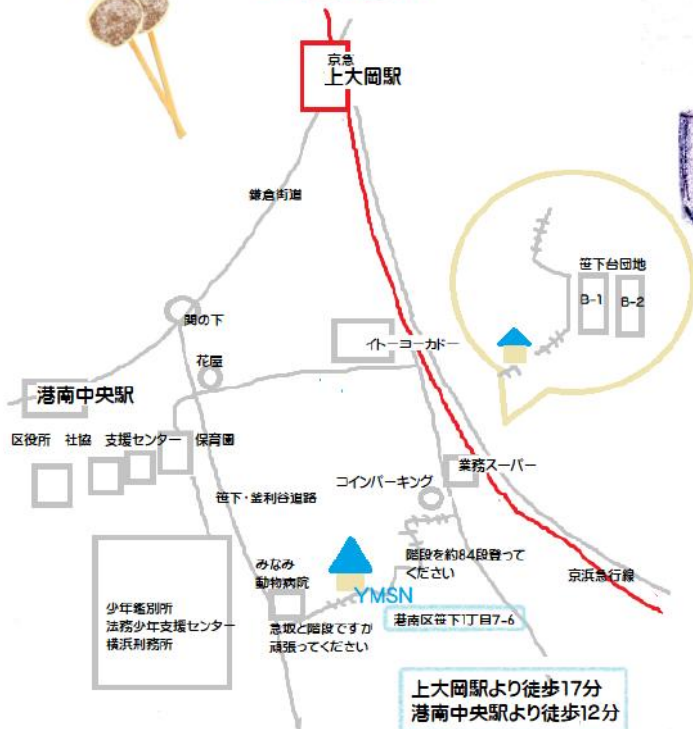 京急
上大岡駅
鎌倉街道
笹下台団地
B-1
B-2
関の下
イトーヨーカドー
花屋
港南中央駅
区役所 社協 支援センター 保育園
業務スーパー
コインパーキング
笹下・釜利谷道路
階段を約84段登って
ください
みなみ
動物病院
京浜急行線
YMSN
少年鑑別所
法務少年支援センター
横浜刑務所
港南区笹下1丁目7-6
急坂と階段ですが
頑張ってください
上大岡駅より徒歩17分
港南中央駅より徒歩12分